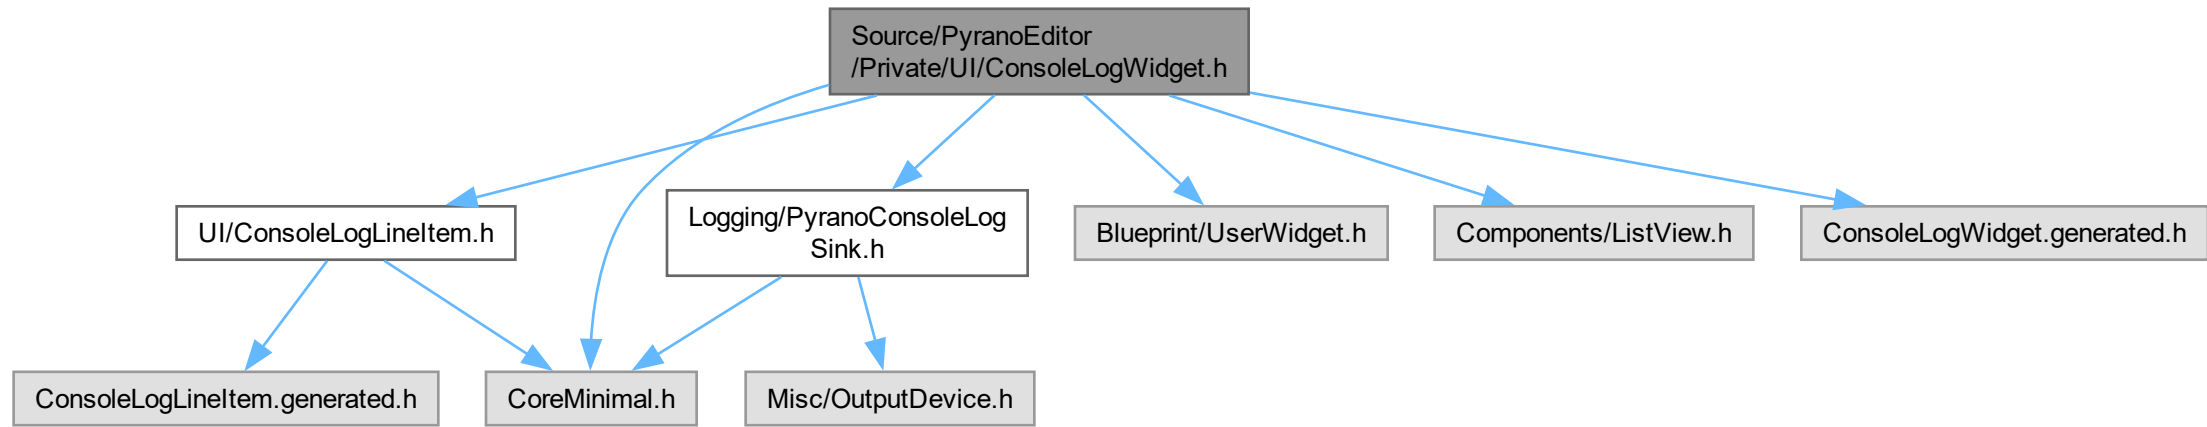 Source/PyranoEditor
/Private/UI/ConsoleLogWidget.h
UI/ConsoleLogLineItem.h
Logging/PyranoConsoleLog
Sink.h
Blueprint/UserWidget.h
Components/ListView.h
ConsoleLogWidget.generated.h
ConsoleLogLineItem.generated.h
CoreMinimal.h
Misc/OutputDevice.h